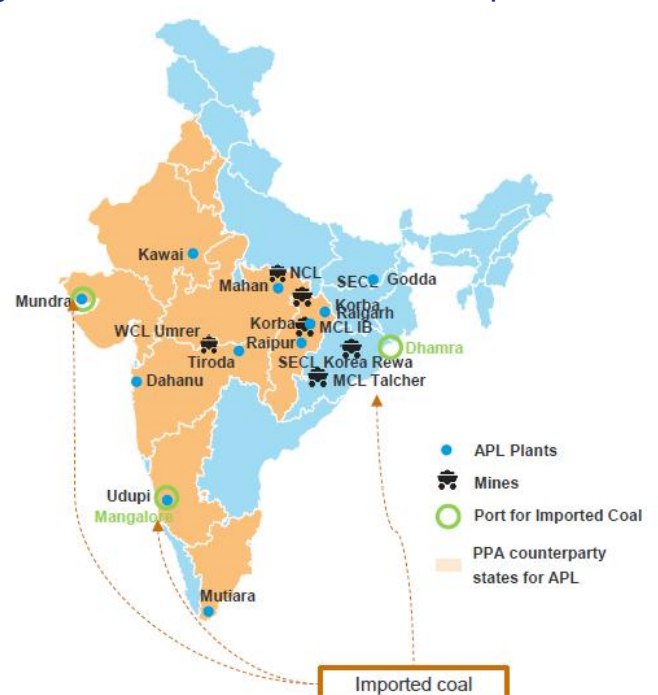 Kawai
NCL
Mahan
SECL
Godda
Mundra
Korba
Raigarh
WCL Umrer
Korba
MCL IB
Raipur
Dhamra
Tiroda
SECL Korea Rewa
MCL Talcher
Dahanu
APL Plants
Mines
Udupi
Port for Imported Coal
Mangalore
PPA counterparty
states for APL
Mutiara
Imported coal